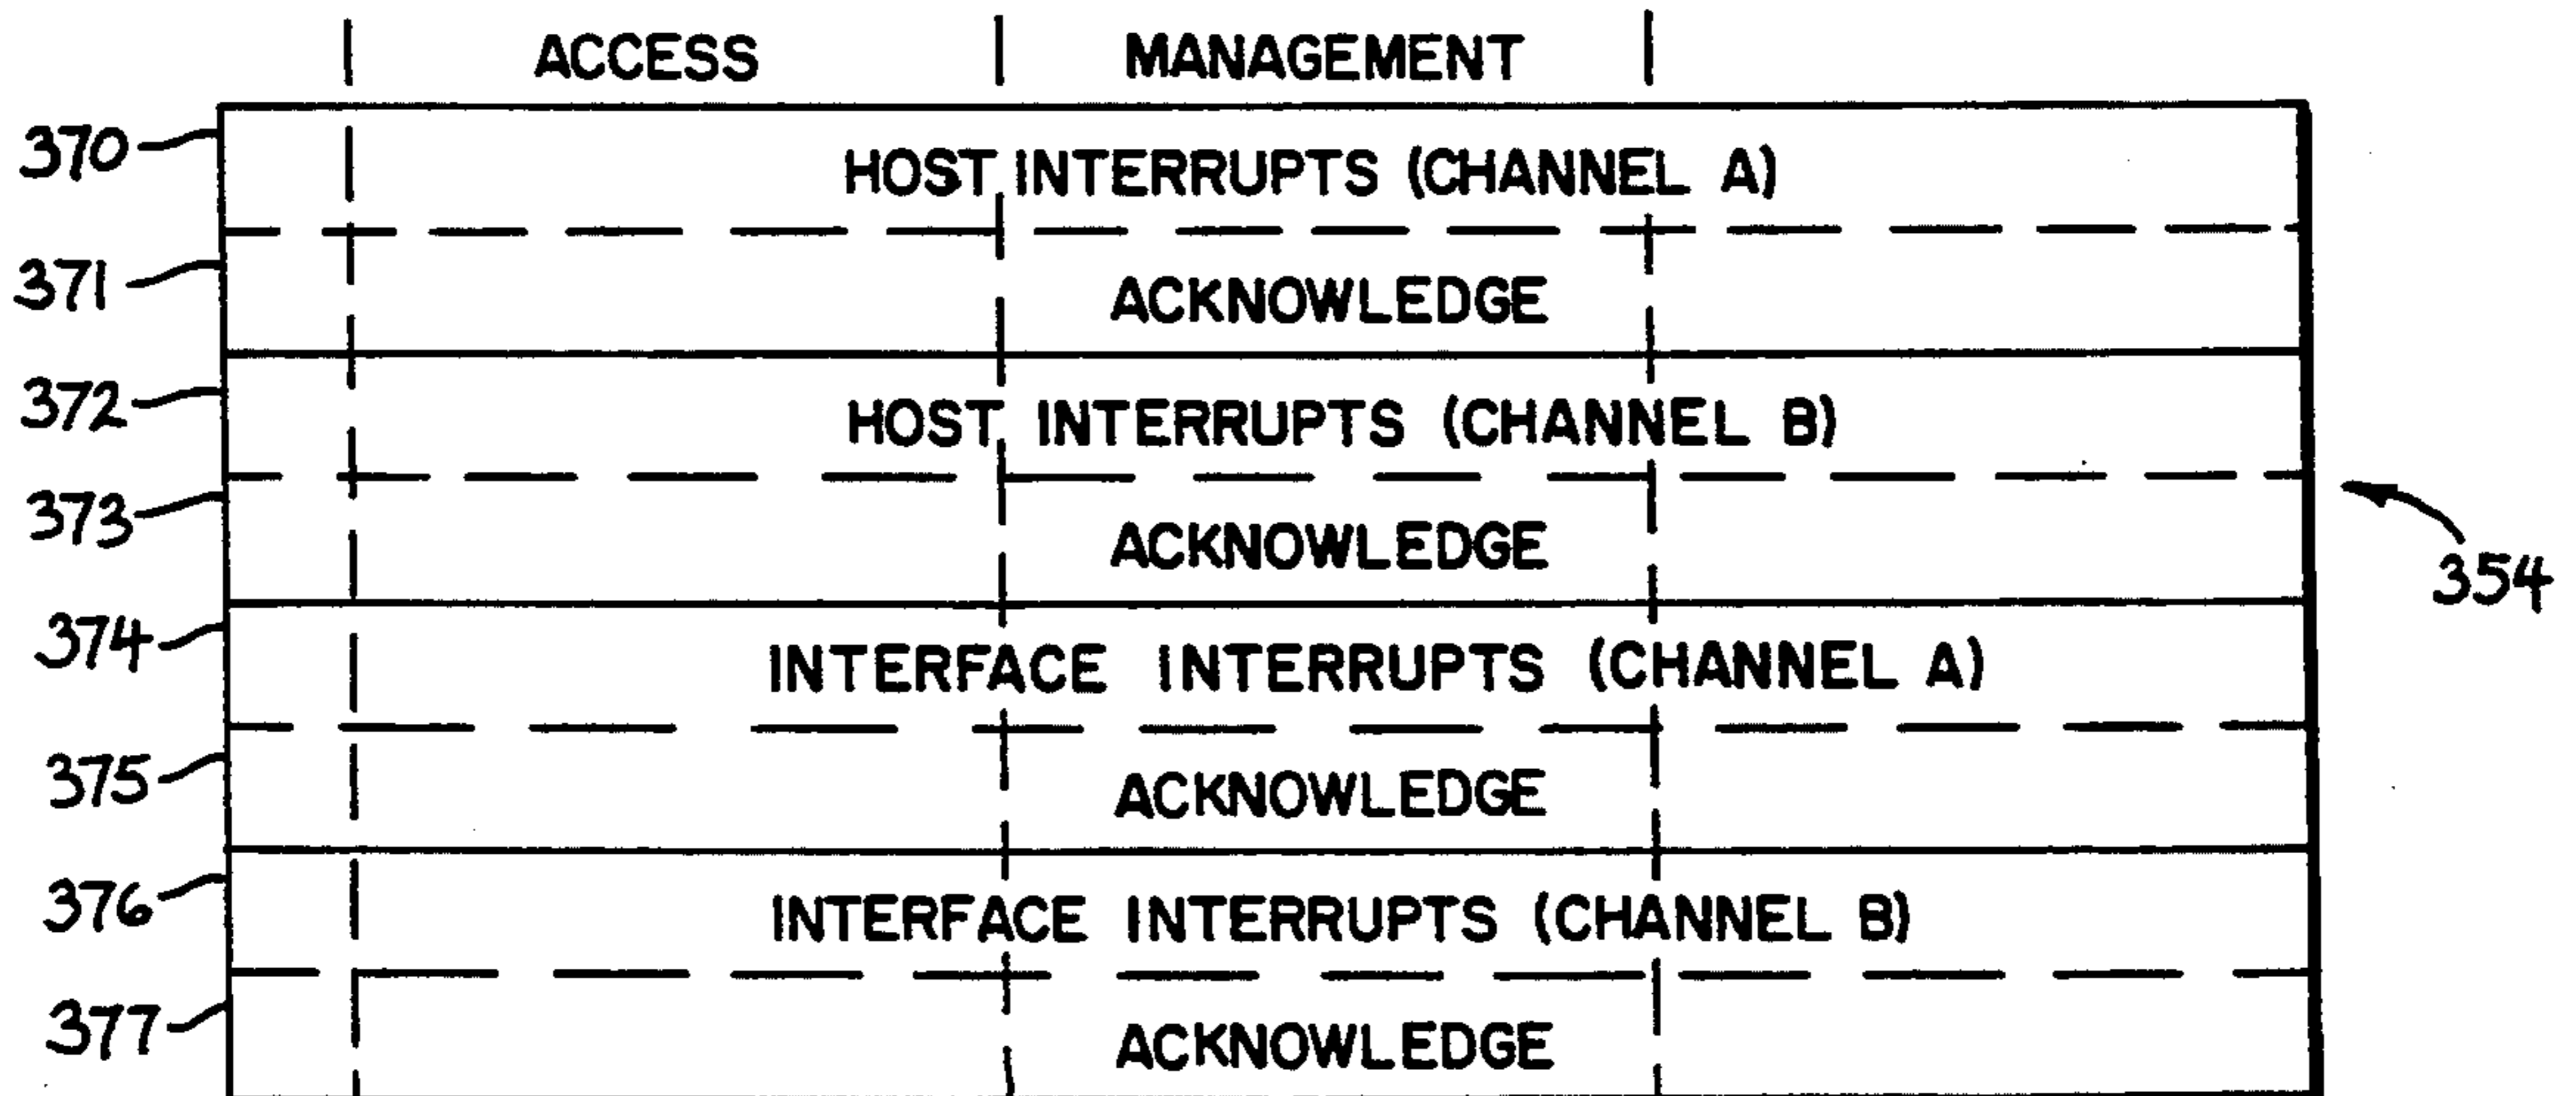 ACCESS MANAGEMENT
370 HOST INTERRUPTS (CHANNEL A)
371 ACKNOWLEDGE
372 HOST INTERRUPTS (CHANNEL B)
373 ACKNOWLEDGE
354
374 INTERFACE INTERRUPTS (CHANNEL A)
375 ACKNOWLEDGE
376 INTERFACE INTERRUPTS (CHANNEL B)
377 ACKNOWLEDGE